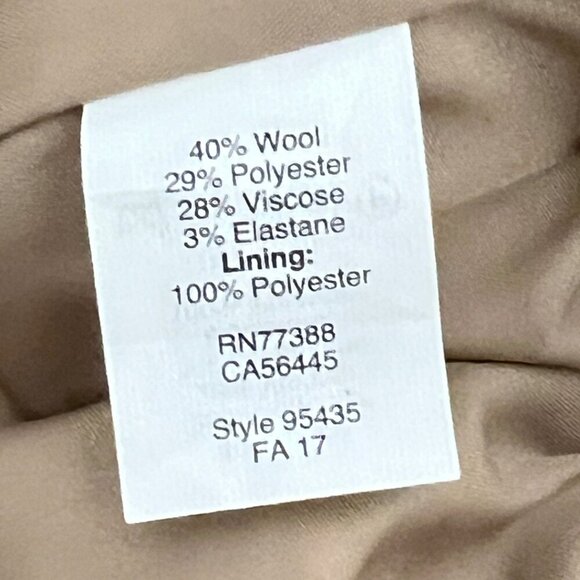 40% Wool
29% Polyester
28% Viscose
3% Elastane
Lining:
100% Polyester
RN77388
CA56445
Style 95435
FA 17